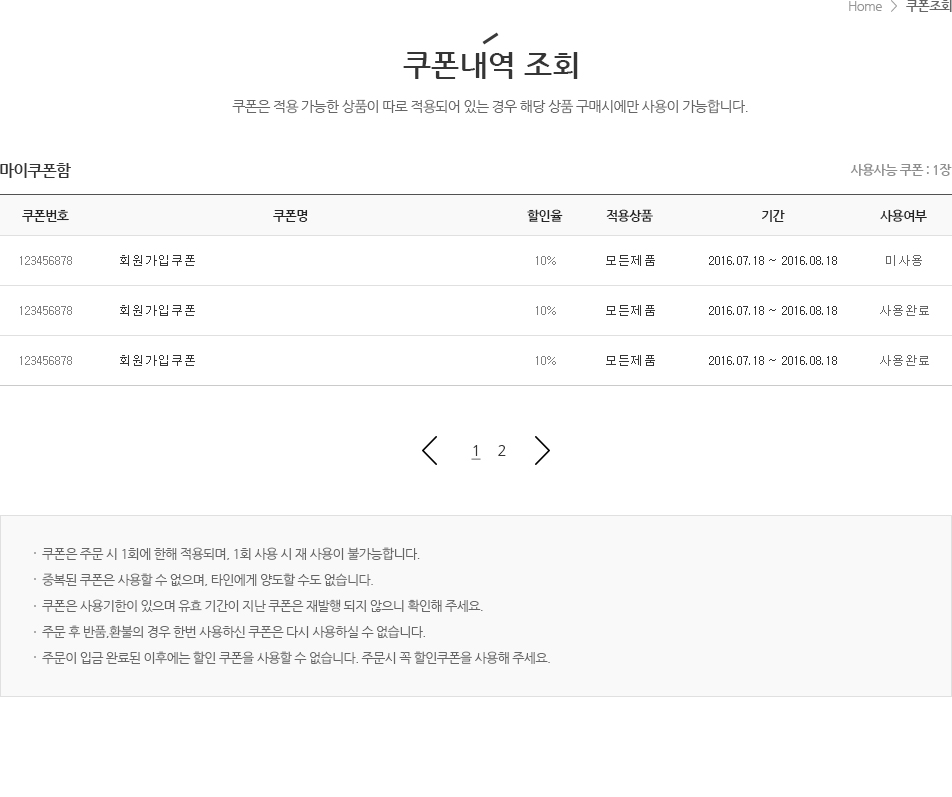 Home > 쿠폰조회
쿠폰내역 조회
쿠폰은 적용 가능한 상품이 따로 적용되어 있는 경우 해당 상품 구매시에만 사용이 가능합니다.
마이쿠폰함 사용사능 쿠폰 : 1장
쿠폰번호 쿠폰명 할인율 적용상품 기간 사용여부
123456878 회원가입쿠폰 10% 모든제품 2016.07.18 ~ 2016.08.18 미사용
123456878 회원가입쿠폰 10% 모든제품 2016.07.18 ~ 2016.08.18 사용완료
123456878 회원가입쿠폰 10% 모든제품 2016.07.18 ~ 2016.08.18 사용완료
1 2
· 쿠폰은 주문 시 1회에 한해 적용되며, 1회 사용 시 재 사용이 불가능합니다.
· 중복된 쿠폰은 사용할 수 없으며, 타인에게 양도할 수도 없습니다.
· 쿠폰은 사용기한이 있으며 유효 기간이 지난 쿠폰은 재발행 되지 않으니 확인해 주세요.
· 주문 후 반품,환불의 경우 한번 사용하신 쿠폰은 다시 사용하실 수 없습니다.
· 주문이 입금 완료된 이후에는 할인 쿠폰을 사용할 수 없습니다. 주문시 꼭 할인쿠폰을 사용해 주세요.